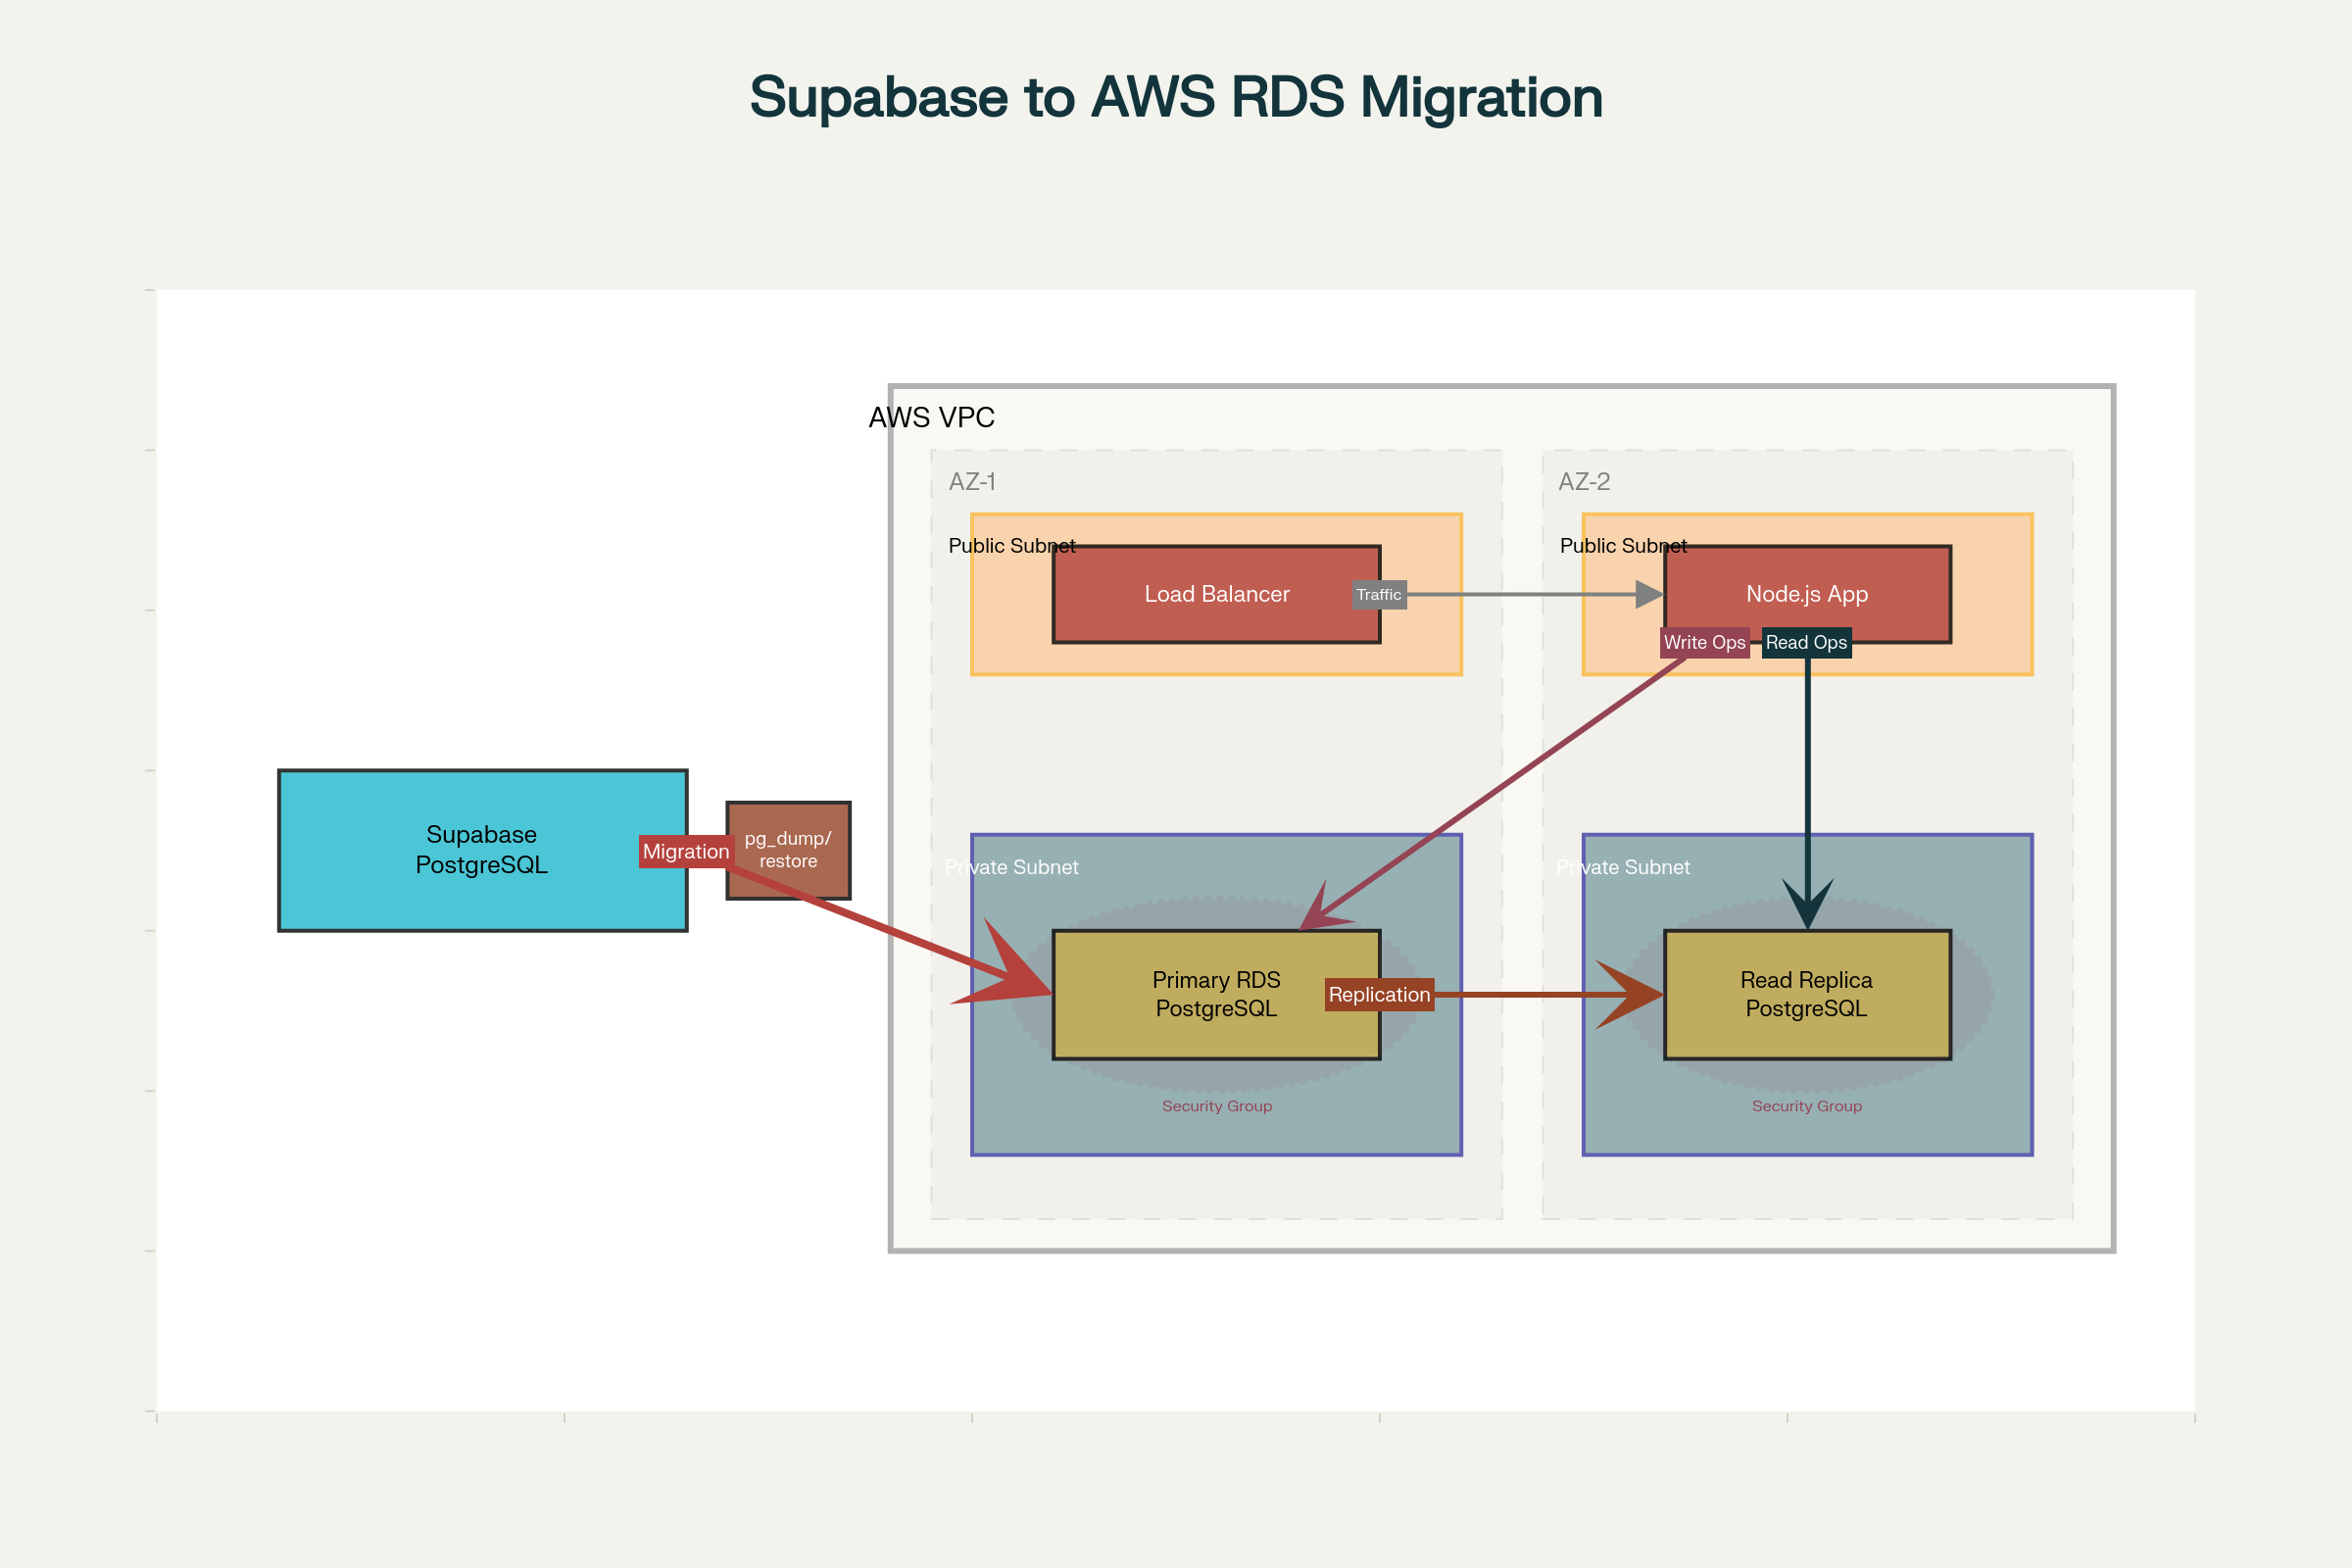 Supabase to AWS RDS Migration
AWS VPC
AZ-1
AZ-2
Public Subnet
Public Subnet
Load Balancer
Traffic
Node.js App
Write Ops
Read Ops
Supabase
PostgreSQL
Migration
pg_dump/
restore
Private Subnet
Private Subnet
Primary RDS
PostgreSQL
Replication
Read Replica
PostgreSQL
Security Group
Security Group